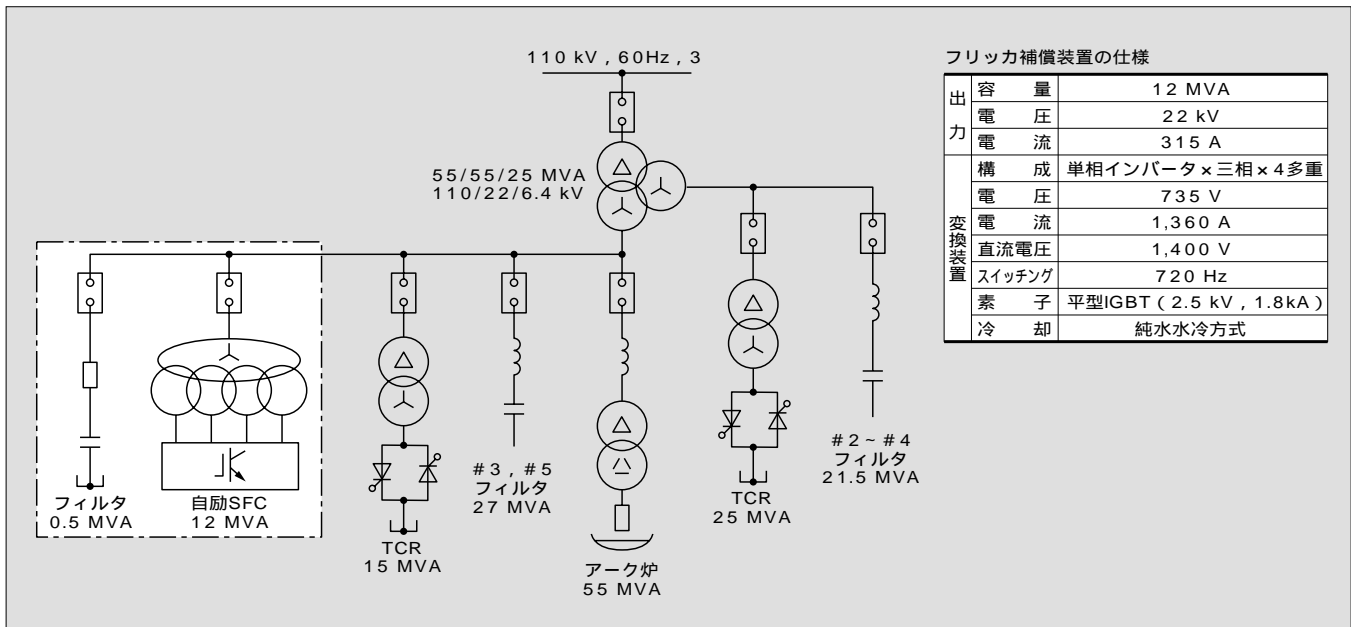 110 kV , 60Hz , 3
55/55/25 MVA
110/22/6.4 kV
フィルタ
0.5 MVA
自励SFC
12 MVA
TCR
15 MVA
#3 , #5
フィルタ
27 MVA
アーク炉
55 MVA
TCR
25 MVA
#2 ~ #4
フィルタ
21.5 MVA
フリッカ補償装置の仕様
出力 容量 12 MVA
電圧 22 kV
電流 315 A
変換装置 構成 単相インバータ×三相×4多重
電圧 735 V
電流 1,360 A
直流電圧 1,400 V
スイッチング 720 Hz
素子 平型IGBT ( 2.5 kV , 1.8kA )
冷却 純水水冷方式